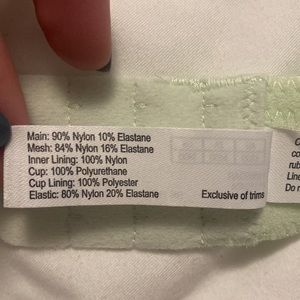 Main: 90% Nylon 10% Elastane
Mesh: 84% Nylon 16% Elastane
Inner Lining: 100% Nylon
Cup: 100% Polyurethane
Cup Lining: 100% Polyester
Elastic: 80% Nylon 20% Elastane
Exclusive of trims